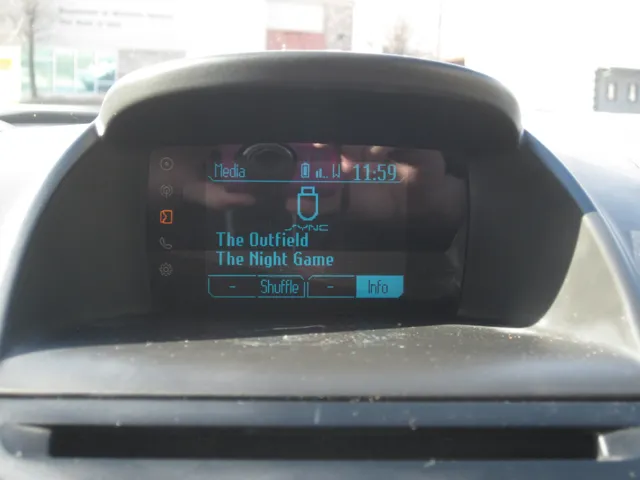 Media W 11:59
SYNC
The Outfield
The Night Game
- Shuffle - Info